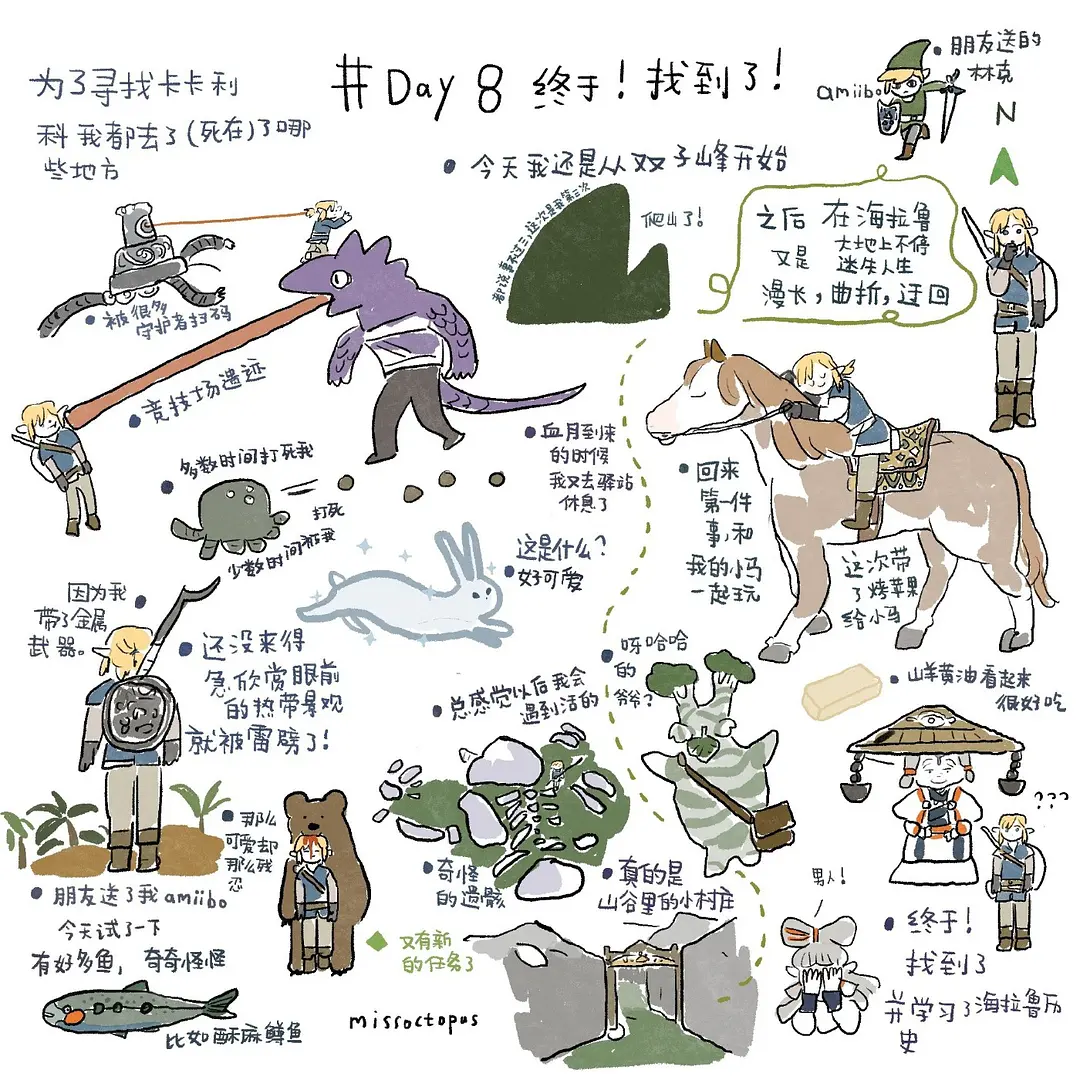 #Day 8 终于！找到了！
为了寻找卡卡利
科 我都去了(死在)了哪
些地方
朋友送的
林克
amiibo
N
今天我还是从双子峰开始
都说事不过三,这次是我第三次
爬山了！
之后 在海拉鲁
大地上不停
又是 迷失人生
漫长，曲折，迂回
被很多
守护者扫码
竞技场遗迹
血月到来
的时候
我又去驿站
休息了
多数时间打死我
打死
少数时间被我
这是什么？
好可爱
回来
第一件
事,和
我的小马
一起玩
这次带
了烤苹果
给小马
因为我
带了金属
武器。
还没来得
急欣赏眼前
的热带景观
就被雷劈了！
呀哈哈
的
爷爷？
山羊黄油看起来
很好吃
总感觉以后我会
遇到活的
???
那么
可爱却
那么残
忍
奇怪
的遗骸
真的是
山谷里的小村庄
男人！
终于！
找到了
并学习了海拉鲁历
史
朋友送了我amiibo
今天试了一下
有好多鱼，奇奇怪怪
比如酥麻鳟鱼
又有新
的任务了
missoctopus